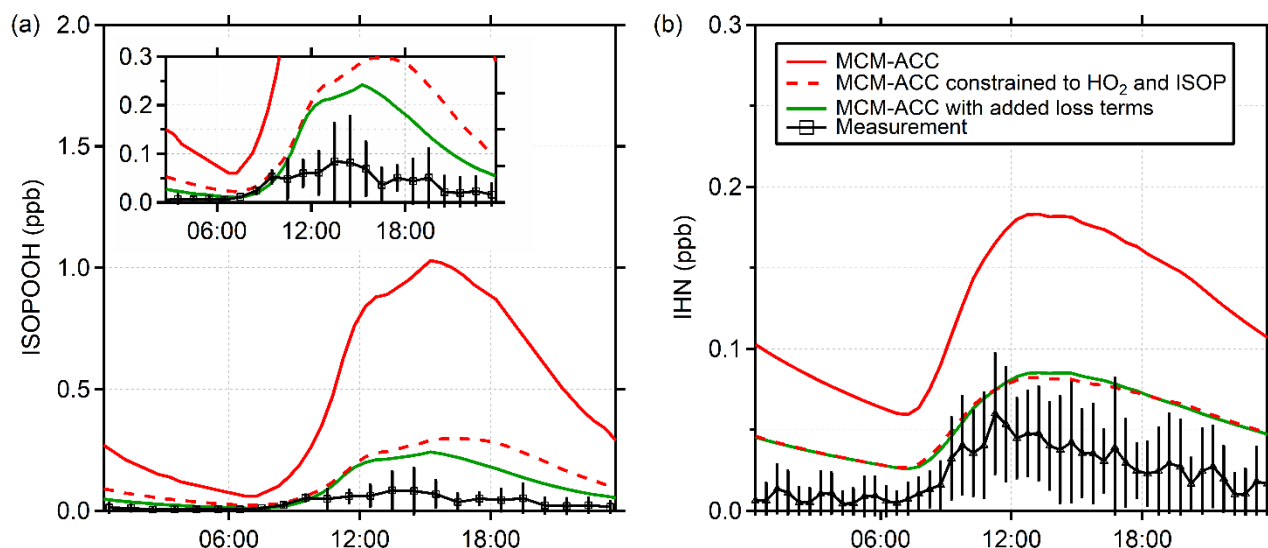 (a)
2.0
1.5
1.0
0.5
0.0
ISOPOOH (ppb)
0.3
0.2
0.1
0.0
06:00 12:00 18:00
06:00 12:00 18:00
(b)
0.3
0.2
0.1
0.0
IHN (ppb)
MCM-ACC
MCM-ACC constrained to HO₂ and ISOP
MCM-ACC with added loss terms
Measurement
06:00 12:00 18:00